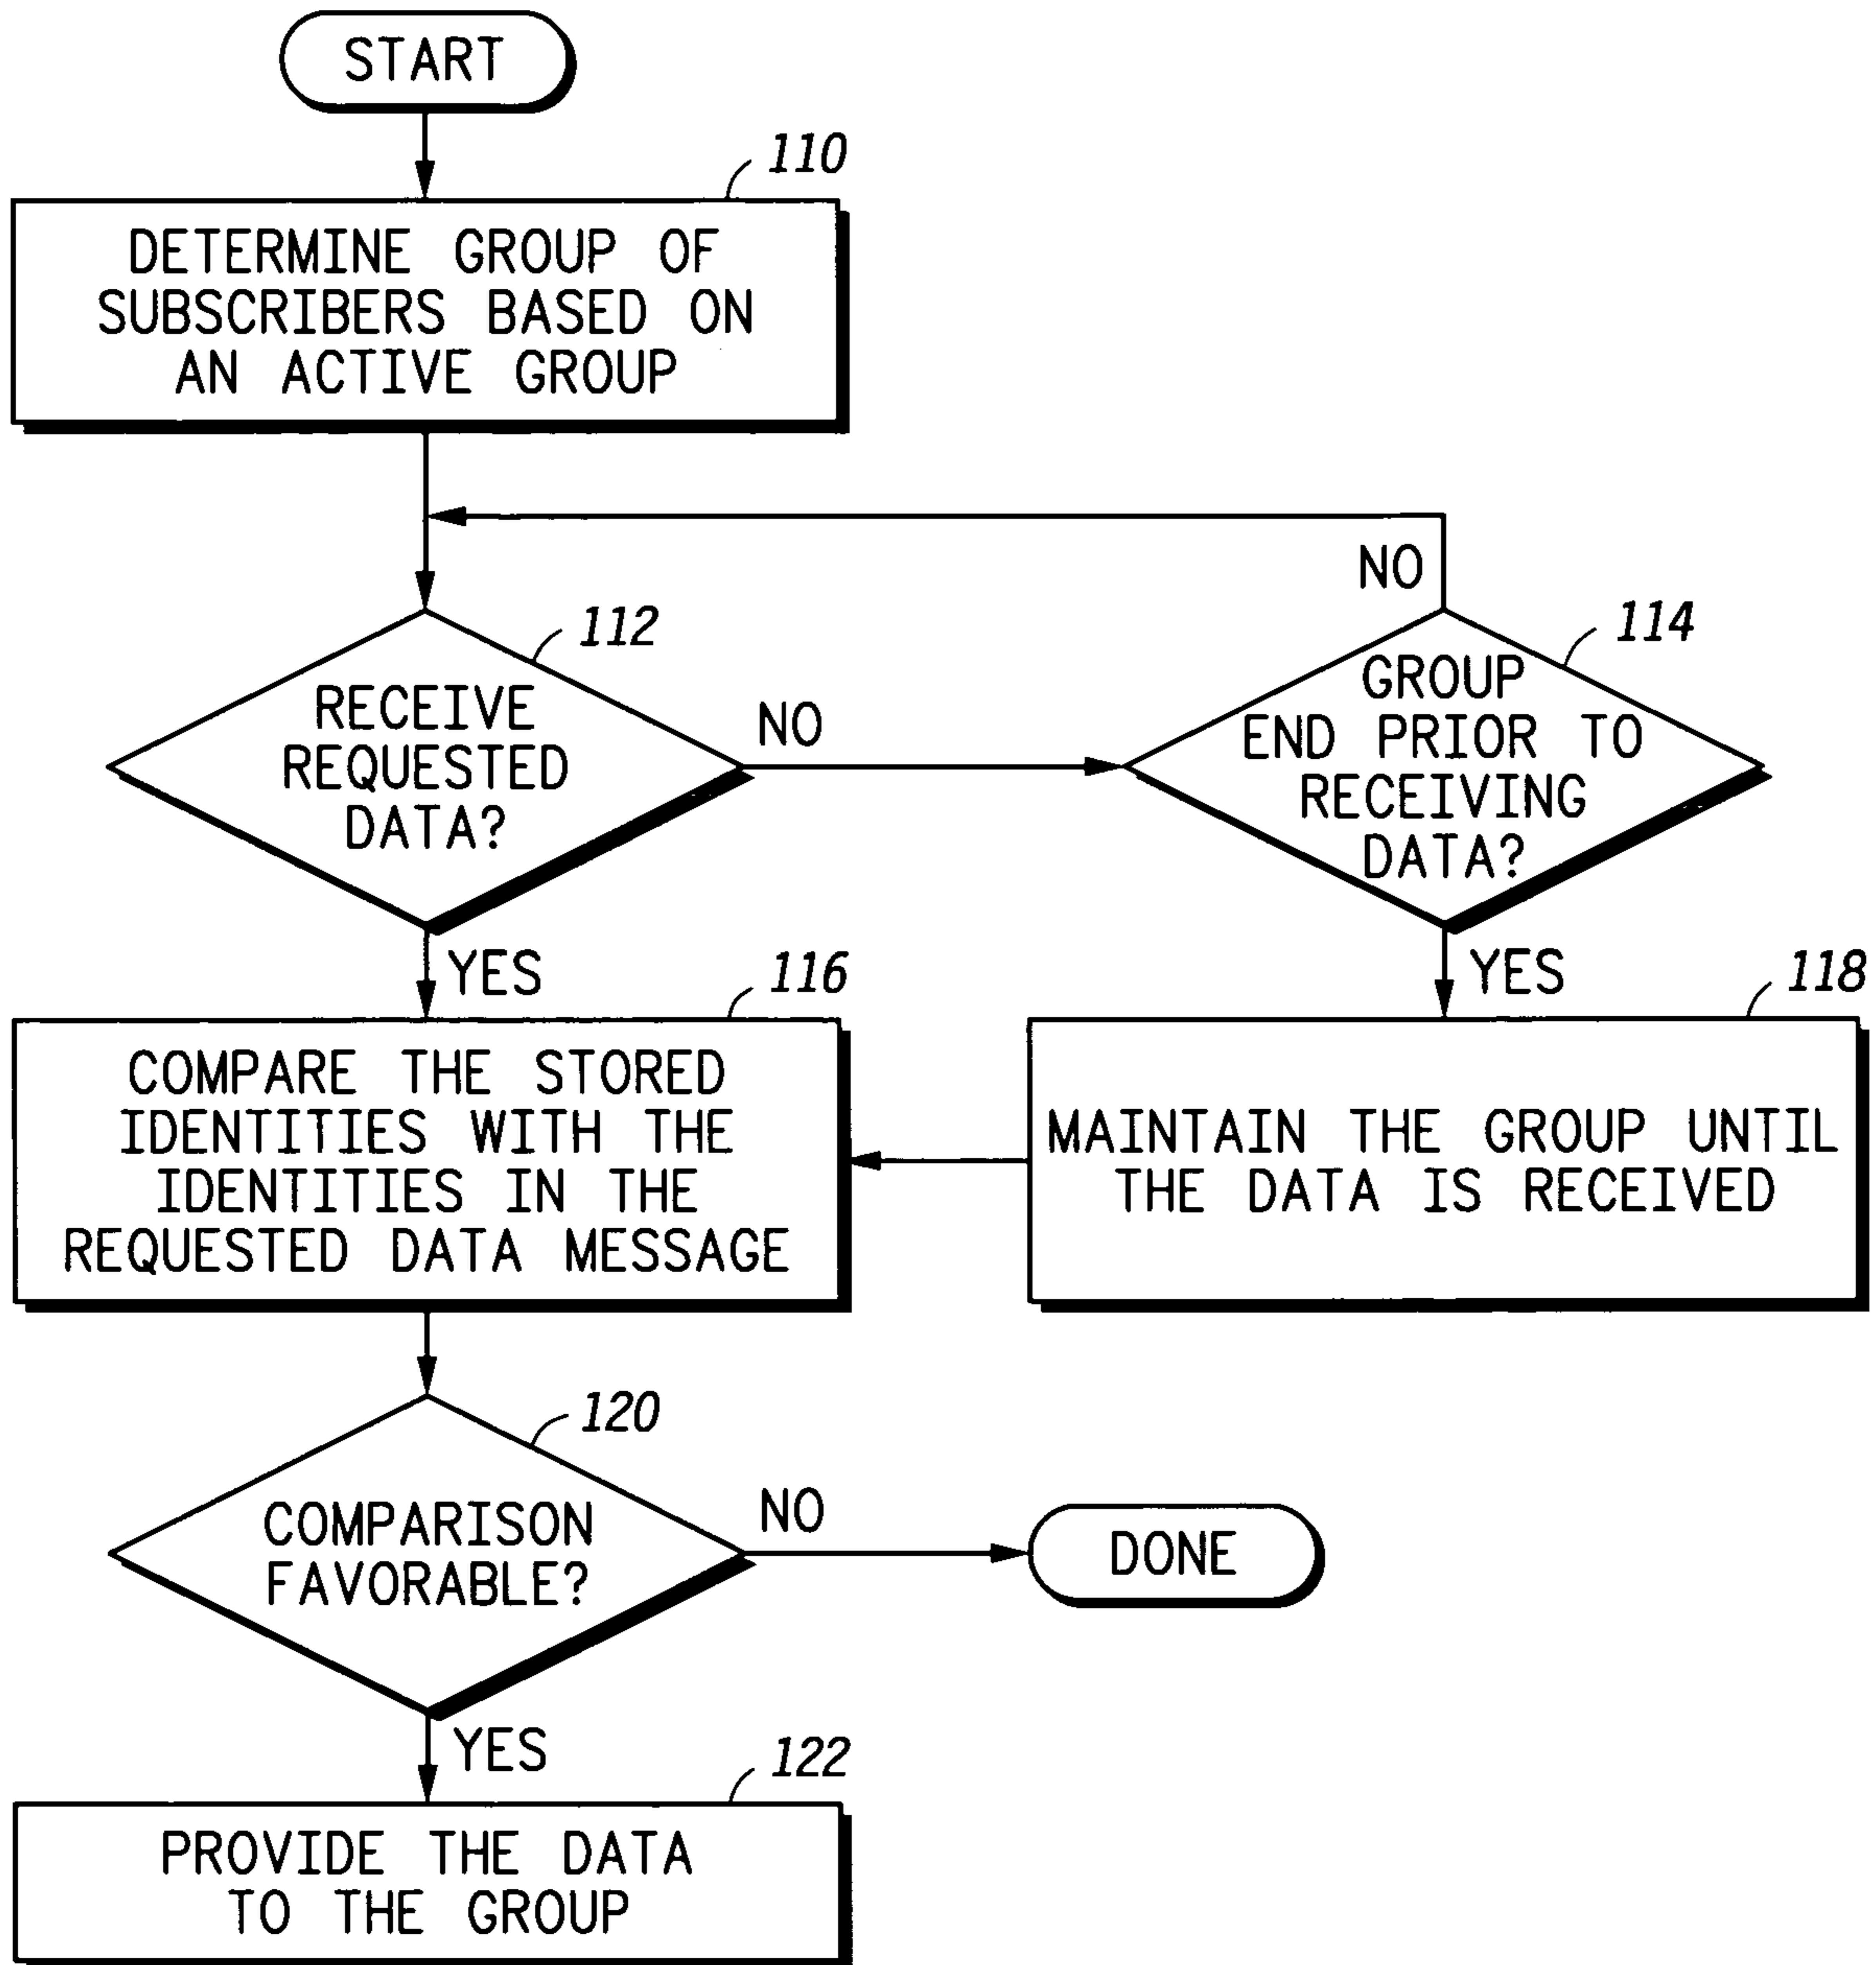 START
110
DETERMINE GROUP OF
SUBSCRIBERS BASED ON
AN ACTIVE GROUP
NO
112
RECEIVE
REQUESTED
DATA?
NO
114
GROUP
END PRIOR TO
RECEIVING
DATA?
YES
116
COMPARE THE STORED
IDENTITIES WITH THE
IDENTITIES IN THE
REQUESTED DATA MESSAGE
YES
118
MAINTAIN THE GROUP UNTIL
THE DATA IS RECEIVED
120
COMPARISON
FAVORABLE?
NO
DONE
YES
122
PROVIDE THE DATA
TO THE GROUP